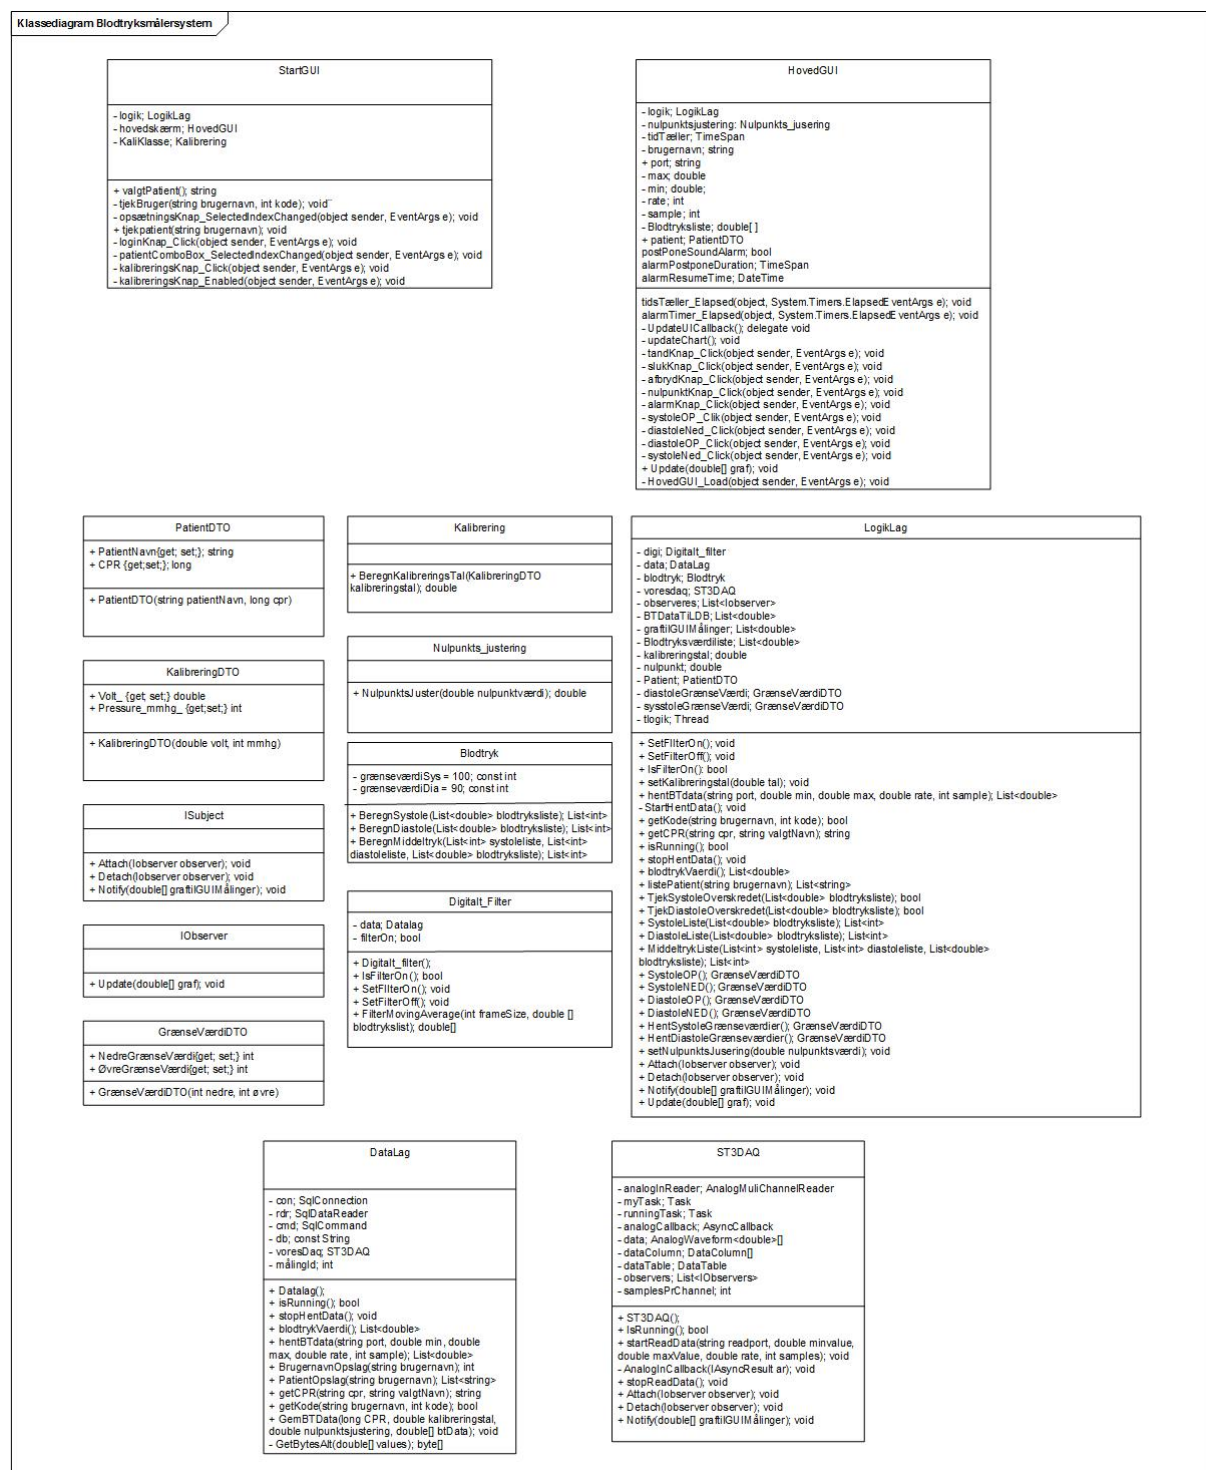 Klassediagram Blodtryksmålersystem
StartGUI
- logik; LogikLag
- hovedskærm; HovedGUI
- KaliKlasse; Kalibrering
+ valgtPatient(); string
- tjekBruger(string brugernavn, int kode); void¨
- opsætningsKnap_SelectedIndexChanged(object sender, EventArgs e); void
+ tjekpatient(string brugernavn); void
- loginKnap_Click(object sender, EventArgs e); void
- patientComboBox_SelectedIndexChanged(object sender, EventArgs e); void
- kalibreringsKnap_Click(object sender, EventArgs e); void
- kalibreringsKnap_Enabled(object sender, EventArgs e); void
HovedGUI
- logik; LogikLag
- nulpunktsjustering: Nulpunkts_jusering
- tidTæller; TimeSpan
- brugernavn; string
+ port; string
- max; double
- min; double;
- rate; int
- sample; int
- Blodtryksliste; double[ ]
+ patient; PatientDTO
postPoneSoundAlarm; bool
alarmPostponeDuration; TimeSpan
alarmResumeTime; DateTime
tidsTæller_Elapsed(object, System.Timers.ElapsedEventArgs e); void
alarmTimer_Elapsed(object, System.Timers.ElapsedEventArgs e); void
- UpdateUICallback(); delegate void
- updateChart(); void
- tandKnap_Click(object sender, EventArgs e); void
- slukKnap_Click(object sender, EventArgs e); void
- afbrydKnap_Click(object sender, EventArgs e); void
- nulpunktKnap_Click(object sender, EventArgs e); void
- alarmKnap_Click(object sender, EventArgs e); void
- systoleOP_Clik(object sender, EventArgs e); void
- diastoleNed_Click(object sender, EventArgs e); void
- diastoleOP_Click(object sender, EventArgs e); void
- systoleNed_Click(object sender, EventArgs e); void
+ Update(double[] graf); void
- HovedGUI_Load(object sender, EventArgs e); void
PatientDTO
+ PatientNavn{get; set;}; string
+ CPR {get;set;}; long
+ PatientDTO(string patientNavn, long cpr)
KalibreringDTO
+ Volt_ {get; set;} double
+ Pressure_mmhg_ {get;set;} int
+ KalibreringDTO(double volt, int mmhg)
ISubject
+ Attach(Iobserver observer); void
+ Detach(Iobserver observer); void
+ Notify(double[] graftilGUIMålinger); void
IObserver
+ Update(double[] graf); void
GrænseVærdiDTO
+ NedreGrænseVærdi{get; set;} int
+ ØvreGrænseVærdi{get; set;} int
+ GrænseVærdiDTO(int nedre, int øvre)
Kalibrering
+ BeregnKalibreringsTal(KalibreringDTO
kalibreringstal); double
Nulpunkts_justering
+ NulpunktsJuster(double nulpunktværdi); double
Blodtryk
- grænseværdiSys = 100; const int
- grænseværdiDia = 90; const int
+ BeregnSystole(List<double> blodtryksliste); List<int>
+ BeregnDiastole(List<double> blodtryksliste); List<int>
+ BeregnMiddeltryk(List<int> systoleliste, List<int>
diastoleliste, List<double> blodtryksliste); List<int>
Digitalt_Filter
- data; Datalag
- filterOn; bool
+ Digitalt_filter();
+ IsFilterOn(); bool
+ SetFIlterOn(); void
+ SetFilterOff(); void
+ FilterMovingAverage(int frameSize, double []
blodtrykslist); double[]
LogikLag
- digi; Digitalt_filter
- data; DataLag
- blodtryk; Blodtryk
- voresdaq; ST3DAQ
- observeres; List<Iobserver>
- BTDataTiLDB; List<double>
- graftilGUIMålinger; List<double>
- Blodtryksværdiliste; List<double>
- kalibreringstal; double
- nulpunkt; double
- Patient; PatientDTO
- diastoleGrænseVærdi; GrænseVærdiDTO
- sysstoleGrænseVærdi; GrænseVærdiDTO
- tlogik; Thread
+ SetFIlterOn(); void
+ SetFilterOff(); void
+ IsFilterOn(): bool
+ setKalibreringstal(double tal); void
+ hentBTdata(string port, double min, double max, double rate, int sample); List<double>
- StartHentData(); void
+ getKode(string brugernavn, int kode); bool
+ getCPR(string cpr, string valgtNavn); string
+ isRunning(); bool
+ stopHentData(); void
+ blodtrykVaerdi(); List<double>
+ listePatient(string brugernavn); List<string>
+ TjekSystoleOverskredet(List<double> blodtryksliste); bool
+ TjekDiastoleOverskredet(List<double> blodtryksliste); bool
+ SystoleListe(List<double> blodtryksliste); List<int>
+ DiastoleListe(List<double> blodtryksliste); List<int>
+ MiddeltrykListe(List<int> systoleliste, List<int> diastoleliste, List<double>
blodtryksliste); List<int>
+ SystoleOP(); GrænseVærdiDTO
+ SystoleNED(); GrænseVærdiDTO
+ DiastoleOP(); GrænseVærdiDTO
+ DiastoleNED(); GrænseVærdiDTO
+ HentSystoleGrænseværdier(); GrænseVærdiDTO
+ HentDiastoleGrænseværdier(); GrænseVærdiDTO
+ setNulpunktsJusering(double nulpunktsværdi); void
+ Attach(Iobserver observer); void
+ Detach(Iobserver observer); void
+ Notify(double[] graftilGUIMålinger); void
+ Update(double[] graf); void
DataLag
- con; SqlConnection
- rdr; SqlDataReader
- cmd; SqlCommand
- db; const String
- voresDaq; ST3DAQ
- målingId; int
+ Datalag();
+ isRunning(); bool
+ stopHentData(); void
+ blodtrykVaerdi(); List<double>
+ hentBTdata(string port, double min, double
max, double rate, int sample); List<double>
+ BrugernavnOpslag(string brugernavn); int
+ PatientOpslag(string brugernavn); List<string>
+ getCPR(string cpr, string valgtNavn); string
+ getKode(string brugernavn, int kode); bool
+ GemBTData(long CPR, double kalibreringstal,
double nulpunktsjustering, double[] btData); void
- GetBytesAlt(double[] values); byte[]
ST3DAQ
- analogInReader; AnalogMuliChannelReader
- myTask; Task
- runningTask; Task
- analogCallback; AsyncCallback
- data; AnalogWaveform<double>[]
- dataColumn; DataColumn[]
- dataTable; DataTable
- observers; List<IObservers>
- samplesPrChannel; int
+ ST3DAQ();
+ IsRunning(); bool
+ startReadData(string readport, double minvalue,
double maxValue, double rate, int samples); void
- AnalogInCallback(IAsyncResult ar); void
+ stopReadData(); void
+ Attach(Iobserver observer); void
+ Detach(Iobserver observer); void
+ Notify(double[] graftilGUIMålinger); void